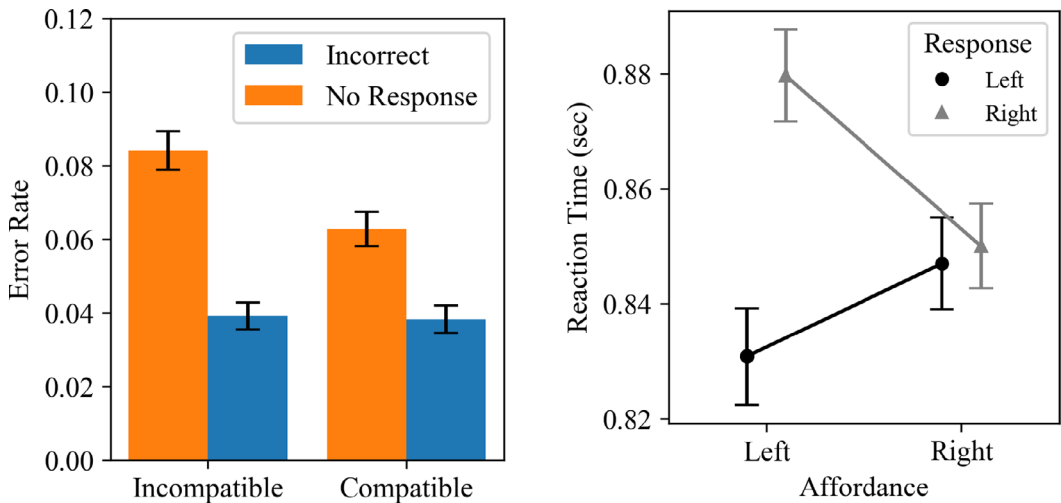 0.12
0.10
0.08
0.06
0.04
0.02
0.00
Error Rate
Incorrect
No Response
Incompatible
Compatible
0.88
0.86
0.84
0.82
Reaction Time (sec)
Response
Left
Right
Left
Right
Affordance